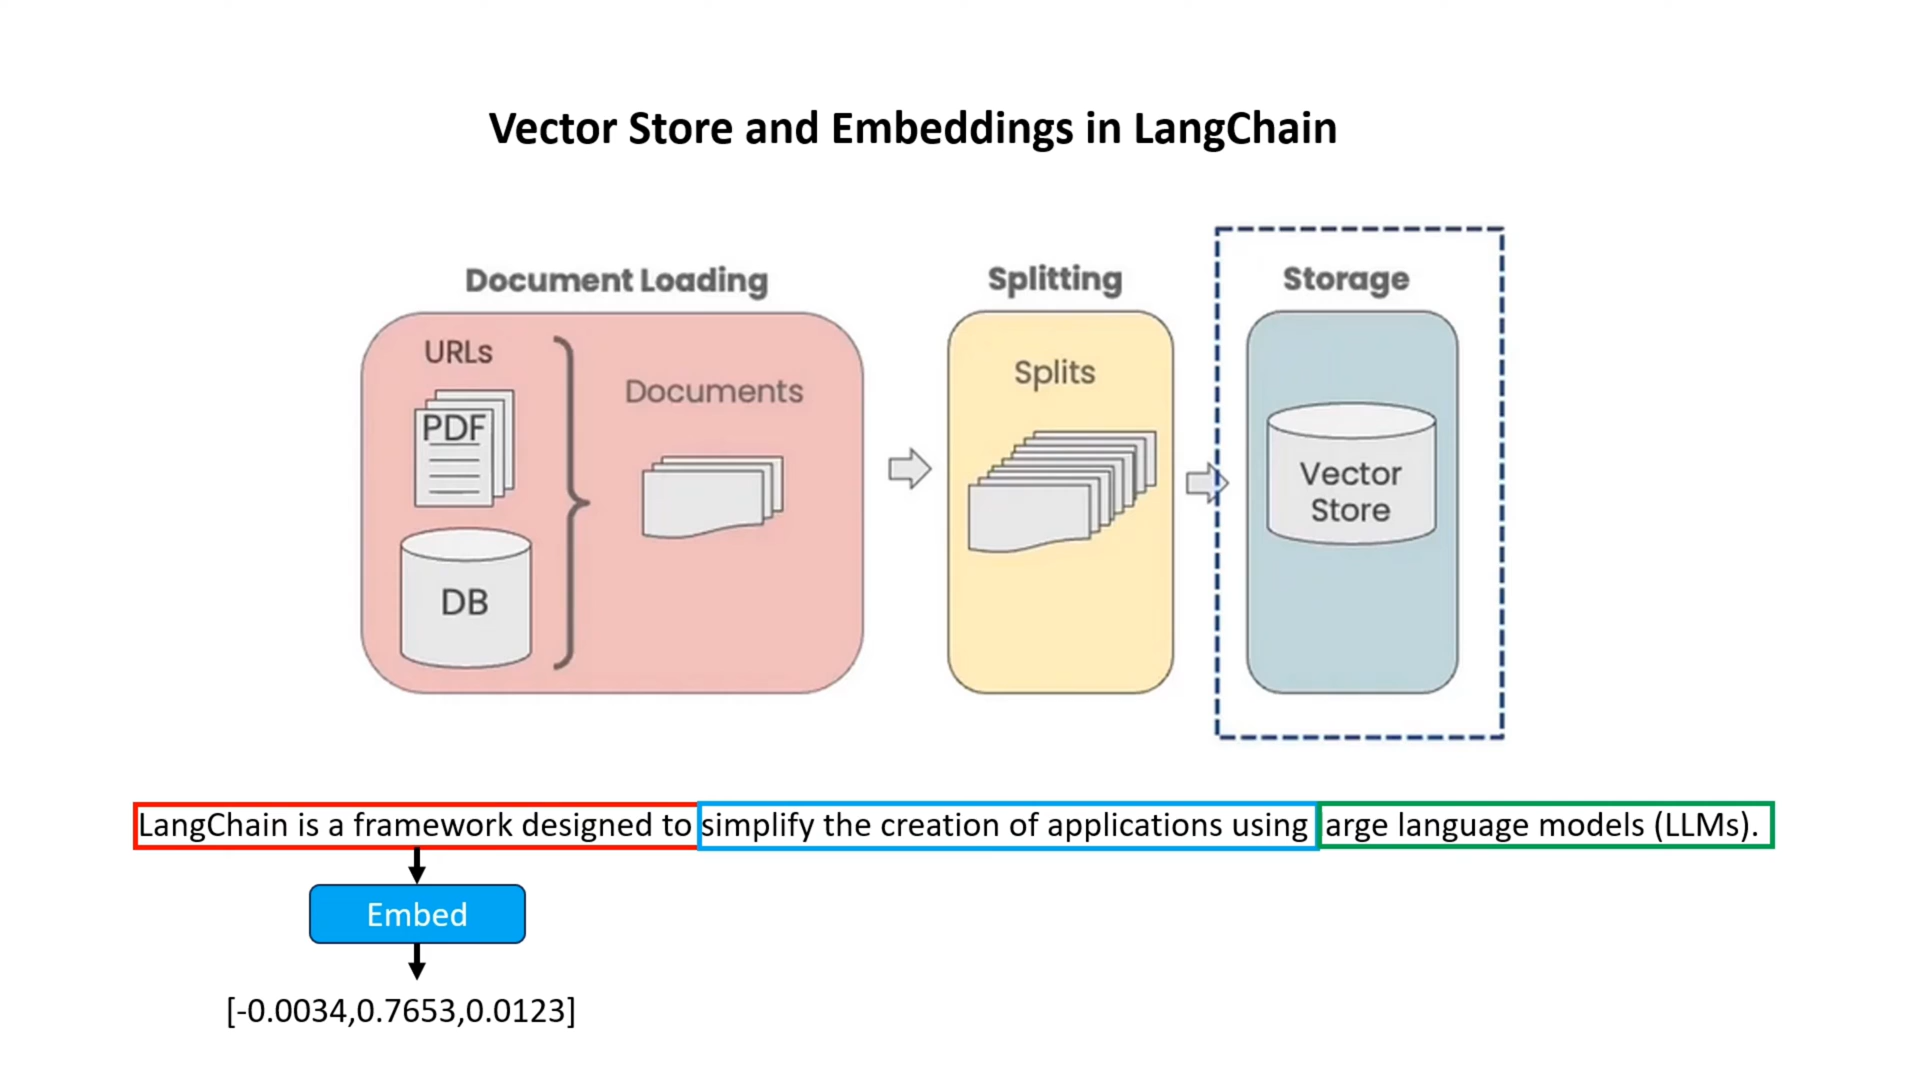 Vector Store and Embeddings in LangChain
Document Loading
Splitting
Storage
URLs
PDF
DB
Documents
Splits
Vector
Store
LangChain is a framework designed to simplify the creation of applications using arge language models (LLMs).
Embed
[-0.0034,0.7653,0.0123]